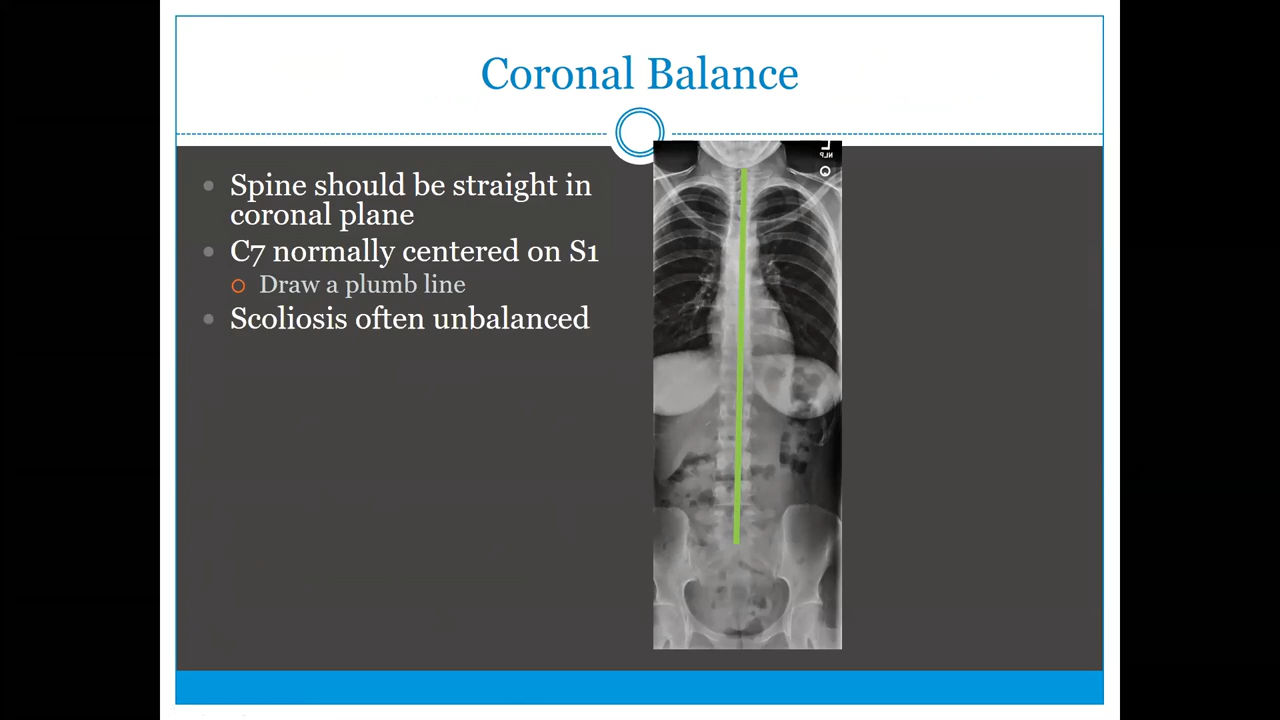 Coronal Balance
Spine should be straight in
coronal plane
C7 normally centered on S1
Draw a plumb line
Scoliosis often unbalanced
L
NLP